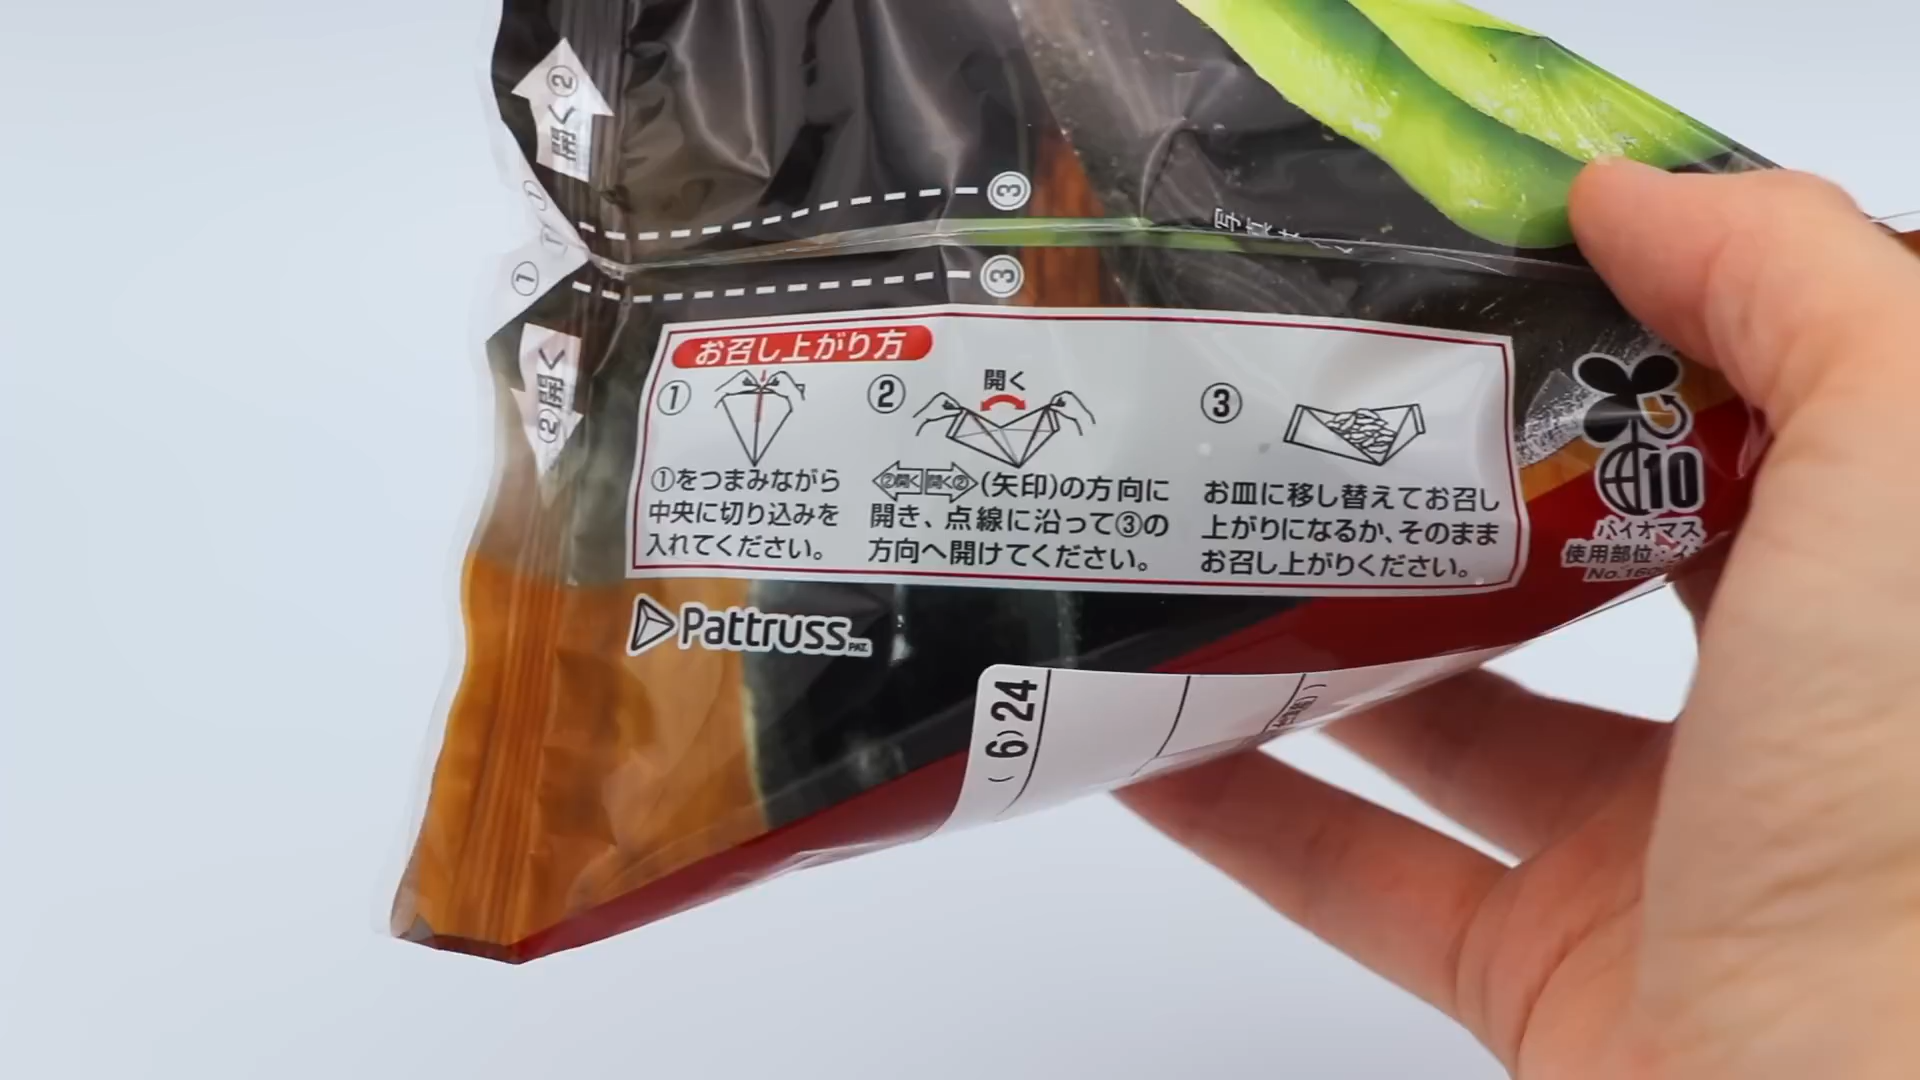 開く②
①
①
③
①
③
②開く
お召し上がり方
①
①をつまみながら
中央に切り込みを
入れてください。
②
開く
②開く 開く② (矢印)の方向に
開き、点線に沿って③の
方向へ開けてください。
③
お皿に移し替えてお召し
上がりになるか、そのまま
お召し上がりください。
10
バイオマス
使用部位:
Pattruss PAT.
(6) 24